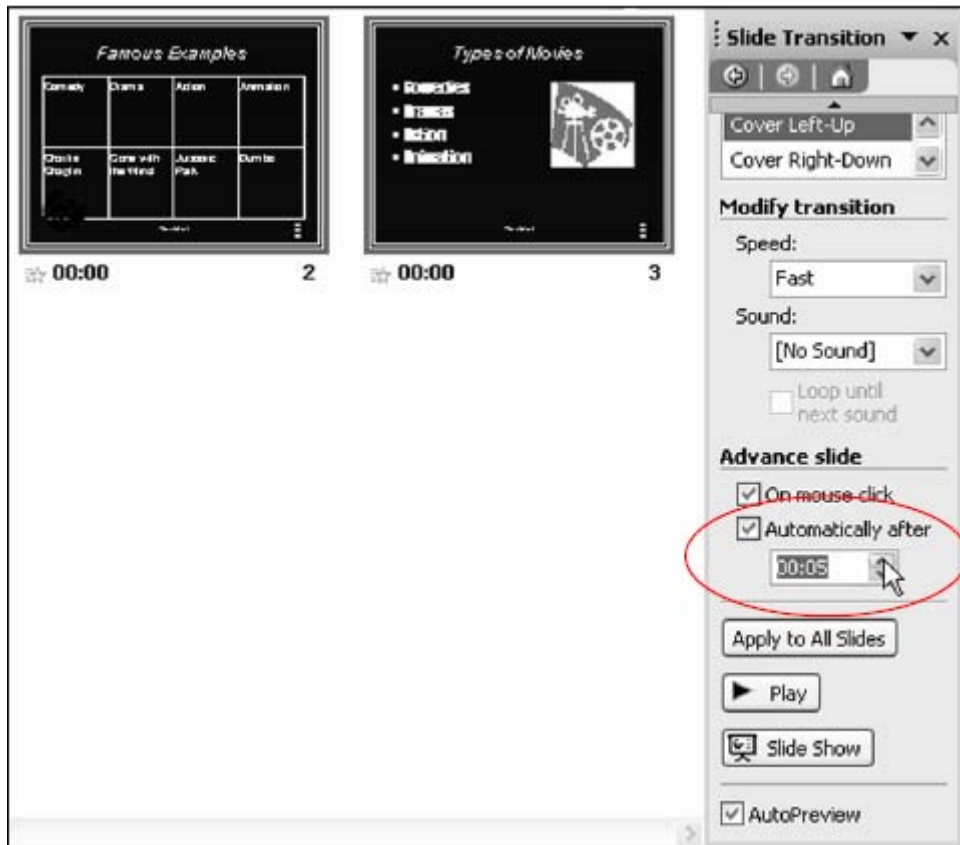 Famous Examples
Comedy Drama Action Animation
Charlie Chaplin Gone with the Wind Jurassic Park Dumbo
00:00 2
Types of Movies
Comedies
Dramas
Action
Animation
00:00 3
Slide Transition
Cover Left-Up
Cover Right-Down
Modify transition
Speed:
Fast
Sound:
[No Sound]
Loop until
next sound
Advance slide
On mouse click
Automatically after
00:05
Apply to All Slides
Play
Slide Show
AutoPreview